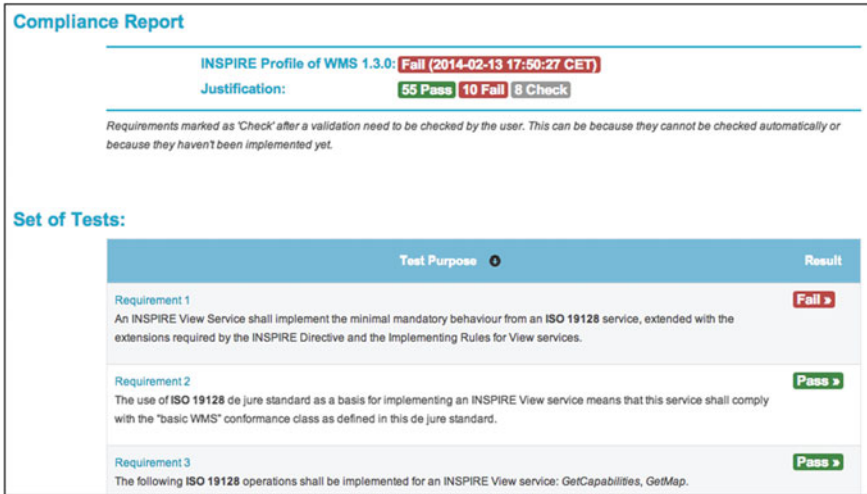 Compliance Report
INSPIRE Profile of WMS 1.3.0: Fail (2014-02-13 17:50:27 CET)
Justification: 55 Pass 10 Fail 8 Check
Requirements marked as 'Check' after a validation need to be checked by the user. This can be because they cannot be checked automatically or
because they haven't been implemented yet.
Set of Tests:
Test Purpose Result
Requirement 1 Fail »
An INSPIRE View Service shall implement the minimal mandatory behaviour from an ISO 19128 service, extended with the
extensions required by the INSPIRE Directive and the Implementing Rules for View services.
Requirement 2 Pass »
The use of ISO 19128 de jure standard as a basis for implementing an INSPIRE View service means that this service shall comply
with the "basic WMS" conformance class as defined in this de jure standard.
Requirement 3 Pass »
The following ISO 19128 operations shall be implemented for an INSPIRE View service: GetCapabilities, GetMap.